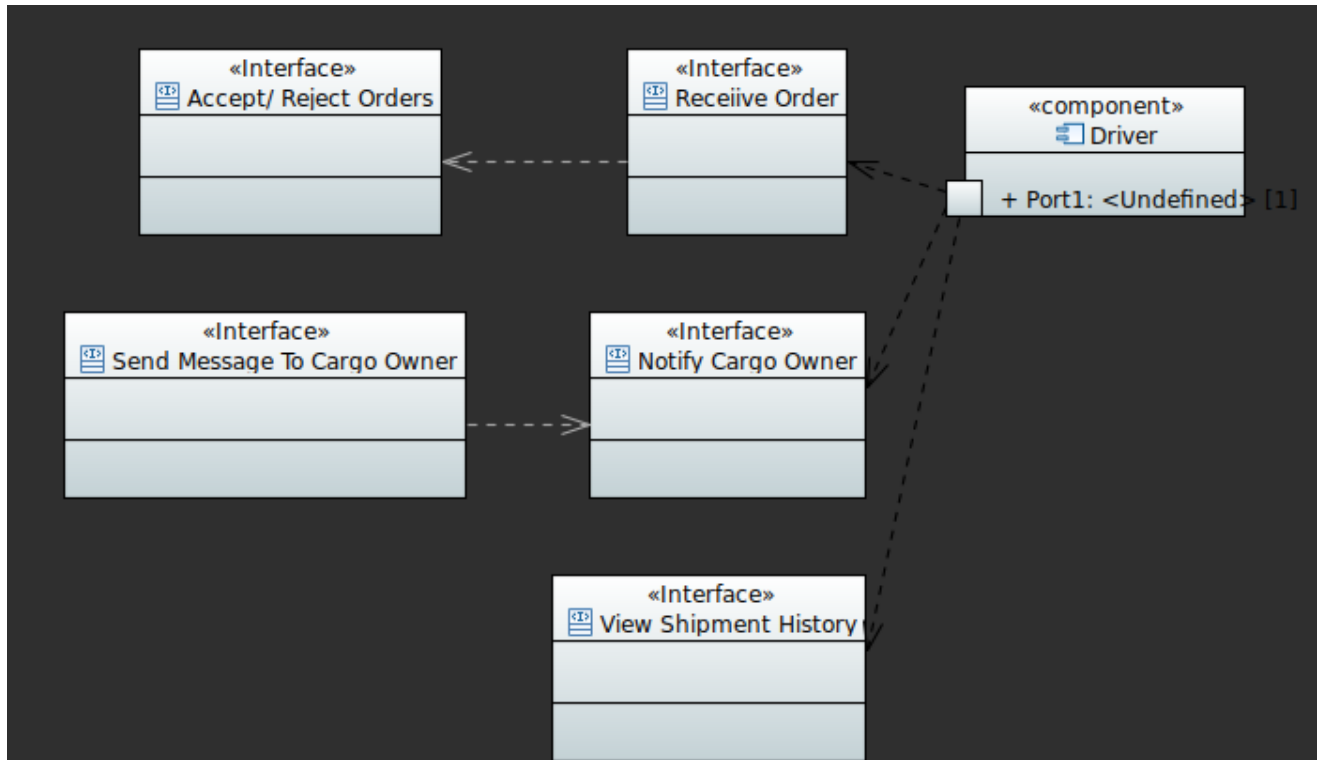 «Interface»
Accept/ Reject Orders
«Interface»
Receiive Order
«component»
Driver
+ Port1: <Undefined> [1]
«Interface»
Send Message To Cargo Owner
«Interface»
Notify Cargo Owner
«Interface»
View Shipment History